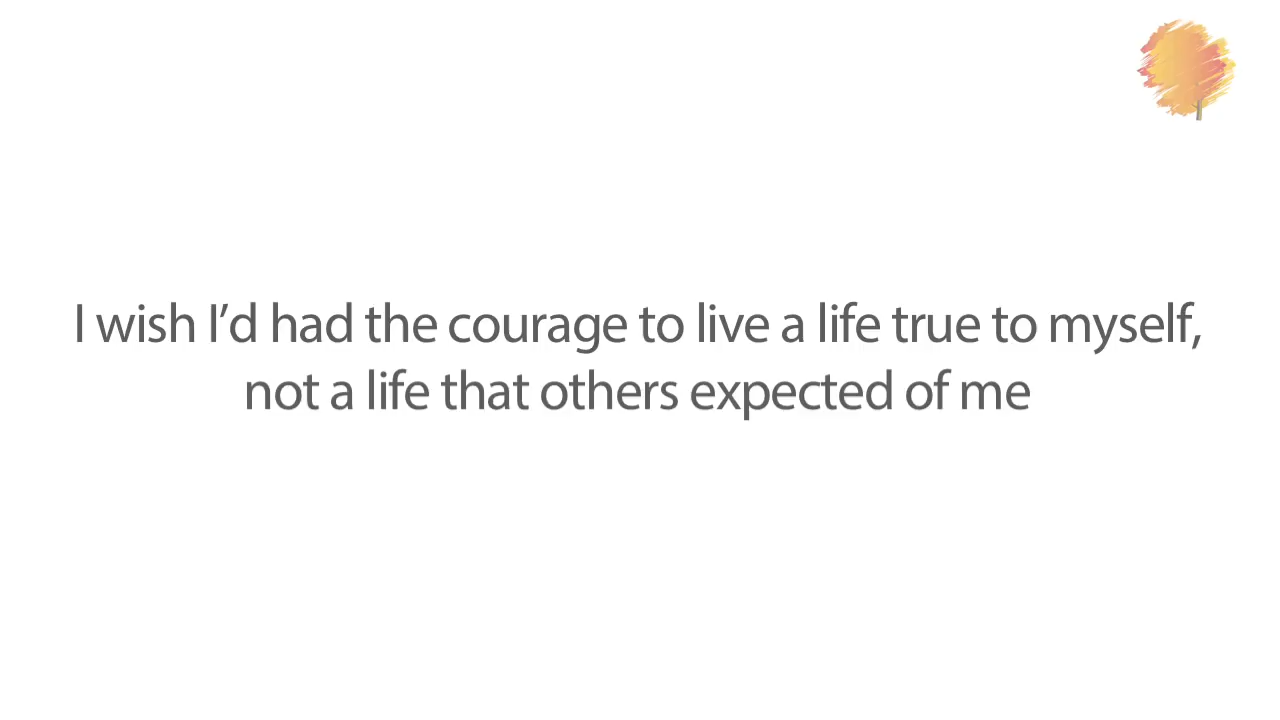 I wish I’d had the courage to live a life true to myself,
not a life that others expected of me